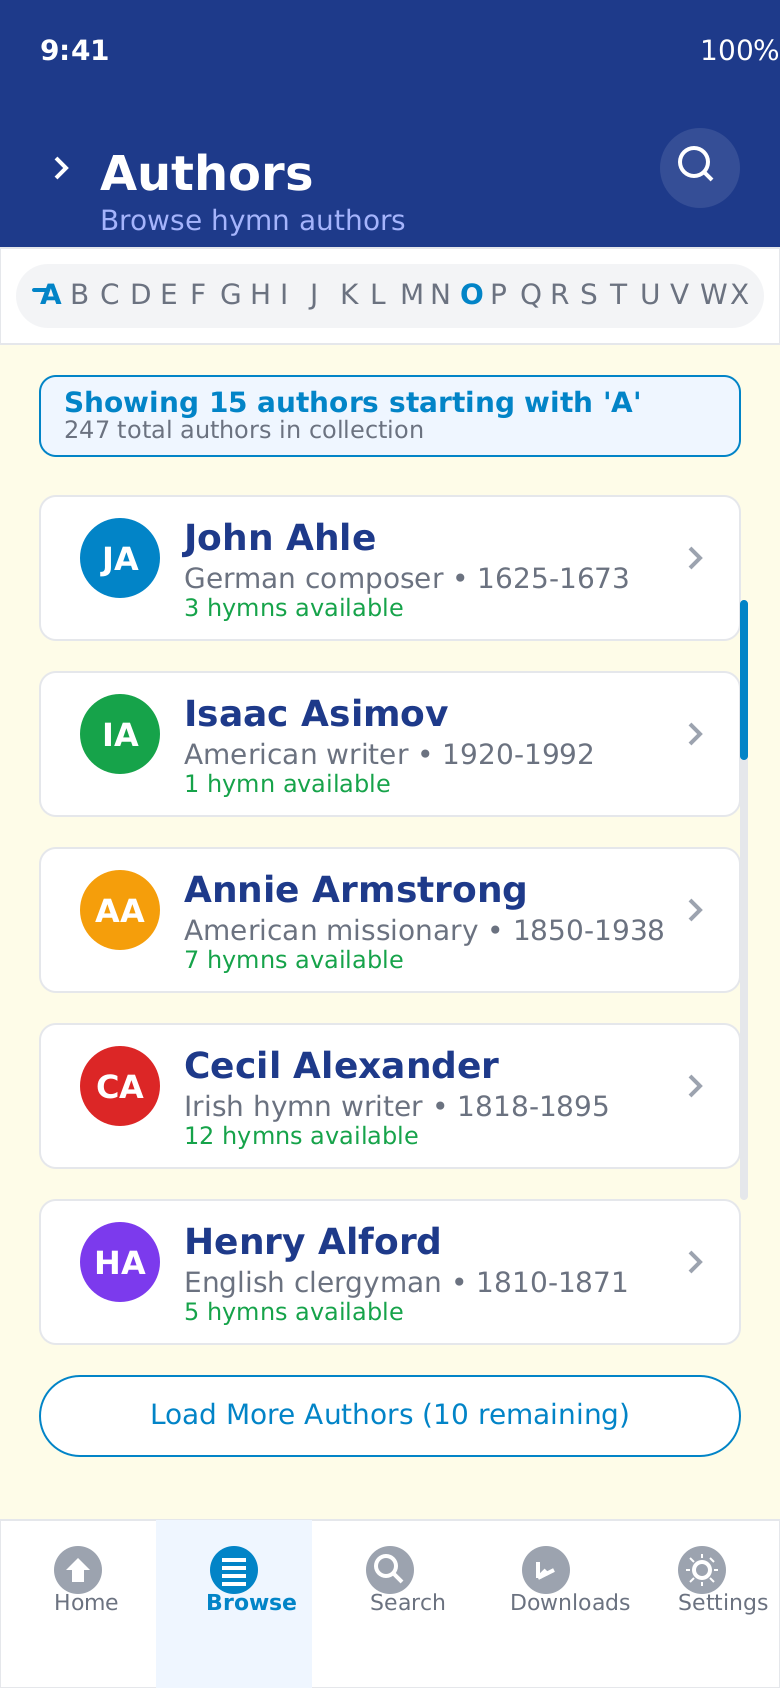 9:41 100%
Authors
Browse hymn authors
A B C D E F G H I J K L M N O P Q R S T U V W X
Showing 15 authors starting with 'A'
247 total authors in collection
JA John Ahle
German composer • 1625-1673
3 hymns available
IA Isaac Asimov
American writer • 1920-1992
1 hymn available
AA Annie Armstrong
American missionary • 1850-1938
7 hymns available
CA Cecil Alexander
Irish hymn writer • 1818-1895
12 hymns available
HA Henry Alford
English clergyman • 1810-1871
5 hymns available
Load More Authors (10 remaining)
Home Browse Search Downloads Settings